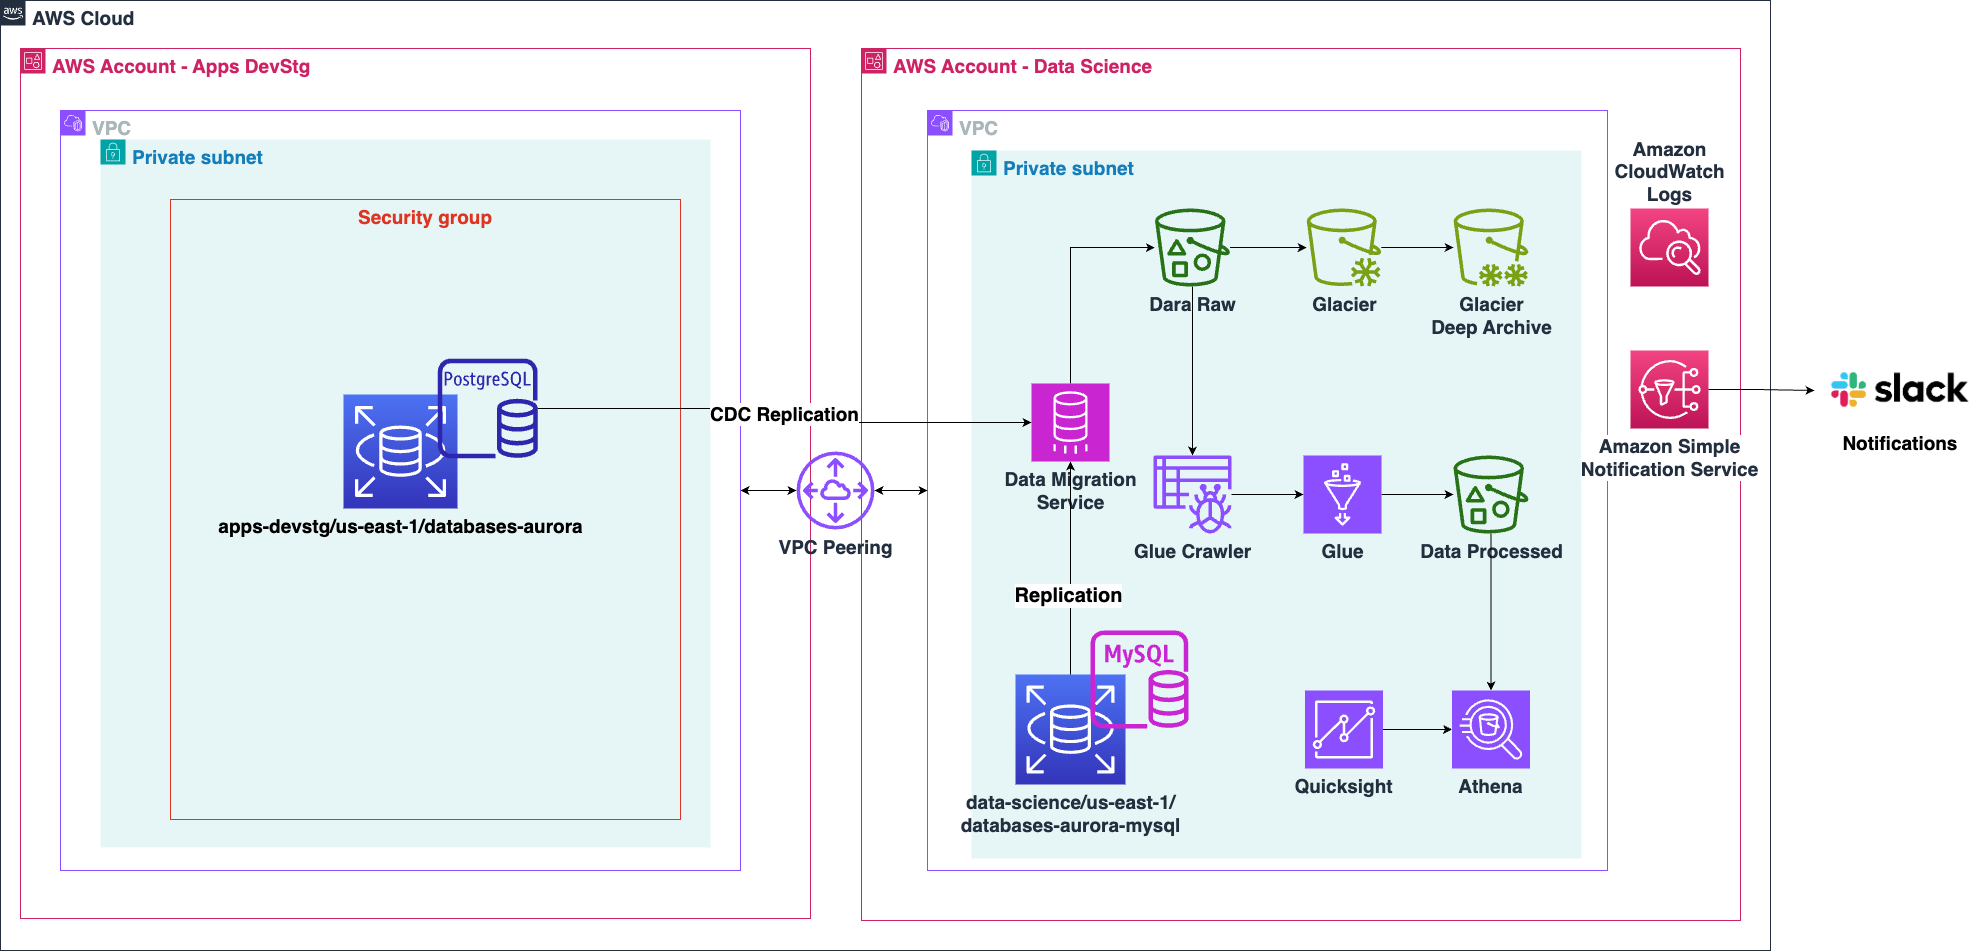 aws
AWS Cloud
AWS Account - Apps DevStg
VPC
Private subnet
Security group
PostgreSQL
apps-devstg/us-east-1/databases-aurora
CDC Replication
VPC Peering
AWS Account - Data Science
VPC
Private subnet
Dara Raw
Glacier
Glacier
Deep Archive
Data Migration
Service
Glue Crawler
Glue
Data Processed
Replication
MySQL
data-science/us-east-1/
databases-aurora-mysql
Quicksight
Athena
Amazon
CloudWatch
Logs
Amazon Simple
Notification Service
slack
Notifications